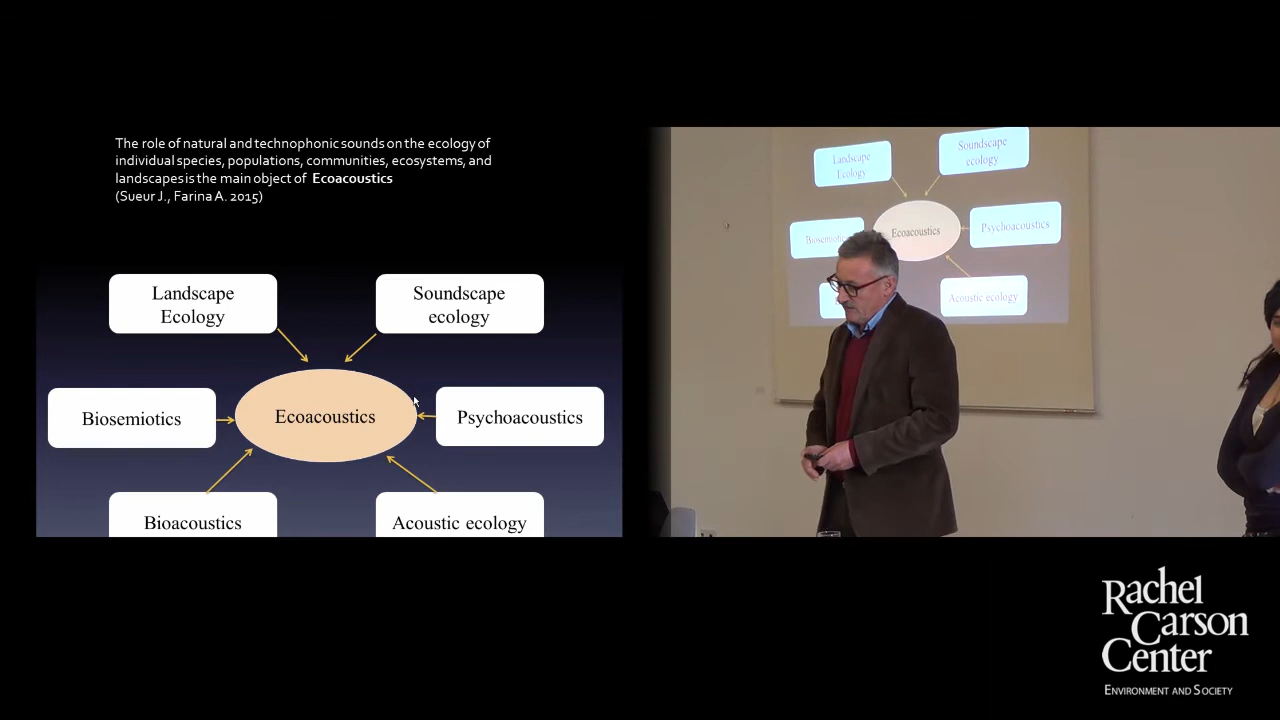 The role of natural and technophonic sounds on the ecology of
individual species, populations, communities, ecosystems, and
landscapes is the main object of Ecoacoustics
(Sueur J., Farina A. 2015)
Landscape
Ecology
Soundscape
ecology
Biosemiotics
Ecoacoustics
Psychoacoustics
Bioacoustics
Acoustic ecology
Landscape
Ecology
Soundscape
ecology
Ecoacoustics
Psychoacoustics
Acoustic ecology
Rachel
Carson
Center
ENVIRONMENT AND SOCIETY